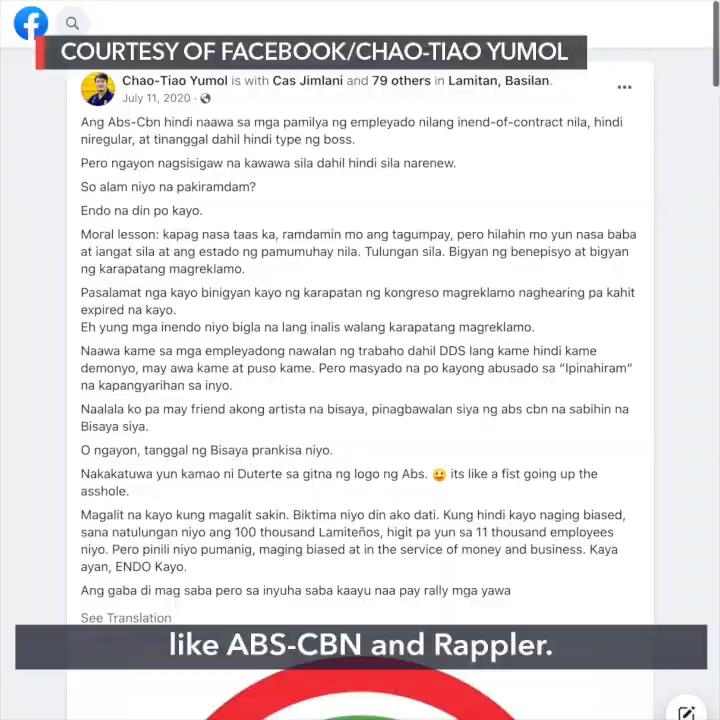 COURTESY OF FACEBOOK/CHAO-TIAO YUMOL
Chao-Tiao Yumol is with Cas Jimlani and 79 others in Lamitan, Basilan.
July 11, 2020 ·
Ang Abs-Cbn hindi naawa sa mga pamilya ng empleyado nilang inend-of-contract nila, hindi
niregular, at tinanggal dahil hindi type ng boss.
Pero ngayon nagsisigaw na kawawa sila dahil hindi sila narenew.
So alam niyo na pakiramdam?
Endo na din po kayo.
Moral lesson: kapag nasa taas ka, ramdamin mo ang tagumpay, pero hilahin mo yun nasa baba
at iangat sila at ang estado ng pamumuhay nila. Tulungan sila. Bigyan ng benepisyo at bigyan
ng karapatang magreklamo.
Pasalamat nga kayo binigyan kayo ng karapatan ng kongreso magreklamo naghearing pa kahit
expired na kayo.
Eh yung mga inendo niyo bigla na lang inalis walang karapatang magreklamo.
Naawa kame sa mga empleyadong nawalan ng trabaho dahil DDS lang kame hindi kame
demonyo, may awa kame at puso kame. Pero masyado na po kayong abusado sa “Ipinahiram”
na kapangyarihan sa inyo.
Naalala ko pa may friend akong artista na bisaya, pinagbawalan siya ng abs cbn na sabihin na
Bisaya siya.
O ngayon, tanggal ng Bisaya prankisa niyo.
Nakakatuwa yun kamao ni Duterte sa gitna ng logo ng Abs. 😀 its like a fist going up the
asshole.
Magalit na kayo kung magalit sakin. Biktima niyo din ako dati. Kung hindi kayo naging biased,
sana natulungan niyo ang 100 thousand Lamiteños, higit pa yun sa 11 thousand employees
niyo. Pero pinili niyo pumanig, maging biased at in the service of money and business. Kaya
ayan, ENDO Kayo.
Ang gaba di mag saba pero sa inyuha saba kaayu naa pay rally mga yawa
See Translation
like ABS-CBN and Rappler.